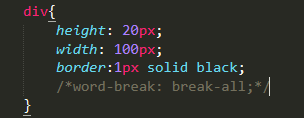 div{
height: 20px;
width: 100px;
border:1px solid black;
/*word-break: break-all;*/
}